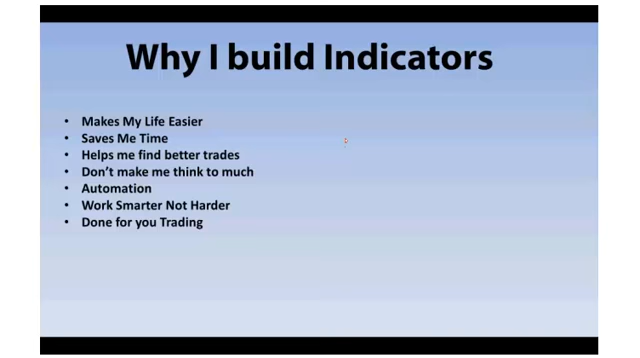 Why I build Indicators
• Makes My Life Easier
• Saves Me Time
• Helps me find better trades
• Don't make me think to much
• Automation
• Work Smarter Not Harder
• Done for you Trading